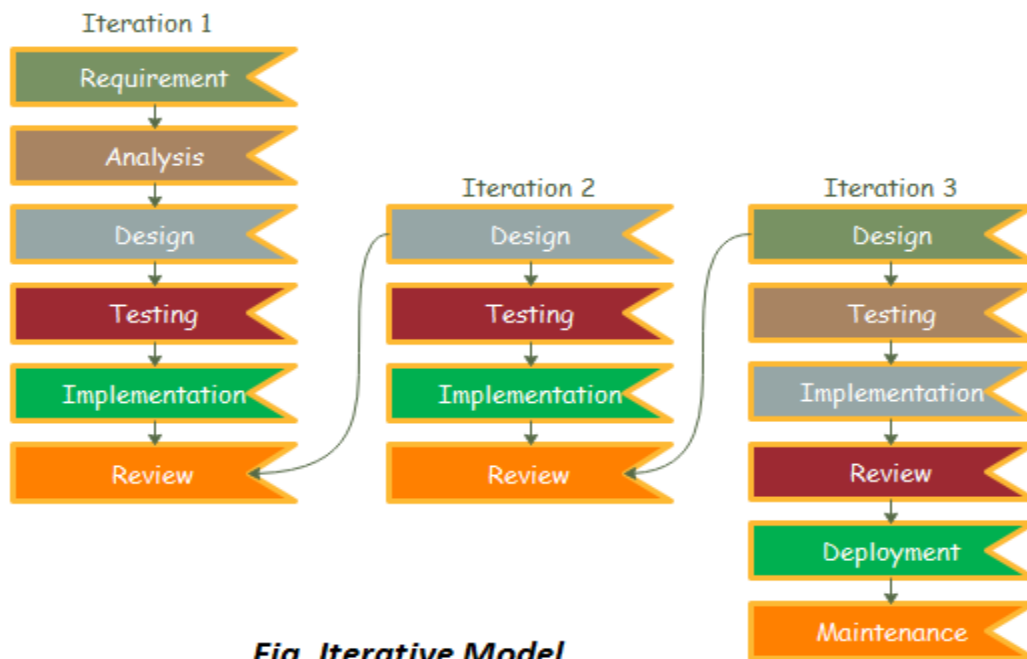 Iteration 1
Requirement
Analysis
Design
Testing
Implementation
Review
Iteration 2
Design
Testing
Implementation
Review
Iteration 3
Design
Testing
Implementation
Review
Deployment
Maintenance
Fig. Iterative Model